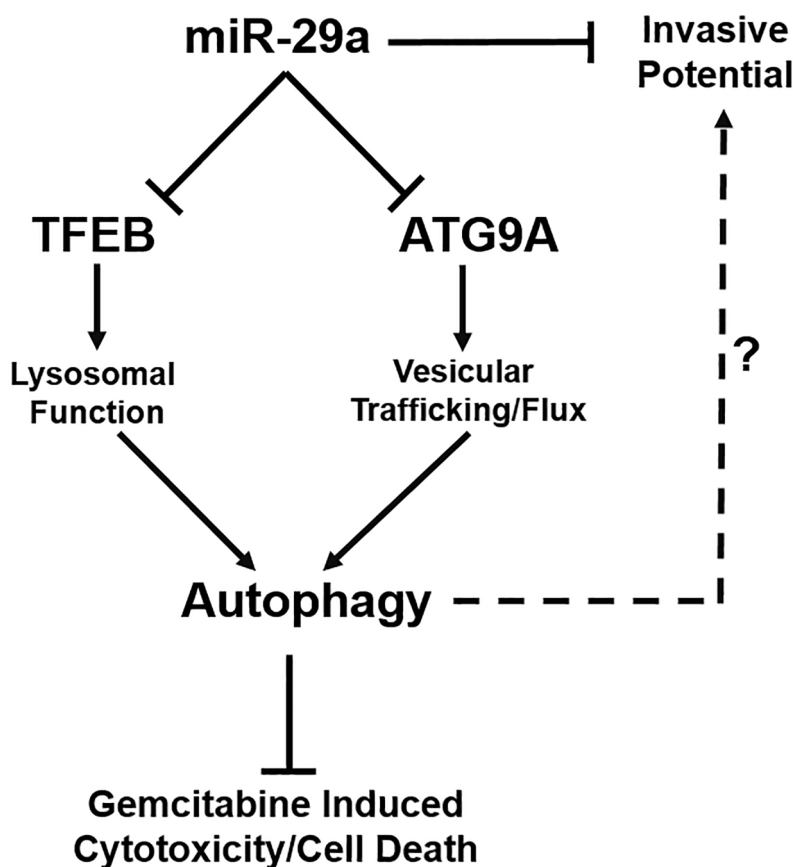 miR-29a
Invasive
Potential
TFEB
ATG9A
Lysosomal
Function
Vesicular
Trafficking/Flux
?
Autophagy
Gemcitabine Induced
Cytotoxicity/Cell Death